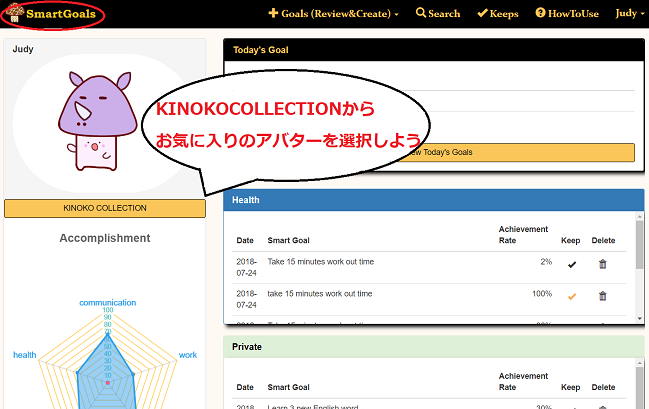 SmartGoals
Goals (Review&Create)
Search
Keeps
HowToUse
Judy
Judy
KINOKO COLLECTION
Accomplishment
communication
100
90
80
70
60
50
40
30
20
10
health
work
KINOKOCOLLECTIONから
お気に入りのアバターを選択しよう
Today's Goal
Today's Goals
Health
Date Smart Goal Achievement Rate Keep Delete
2018-07-24 Take 15 minutes work out time 2%
2018-07-24 take 15 minutes work out time 100%
Private
Date Smart Goal Achievement Rate Keep Delete
2018- Learn 3 new English word 30%